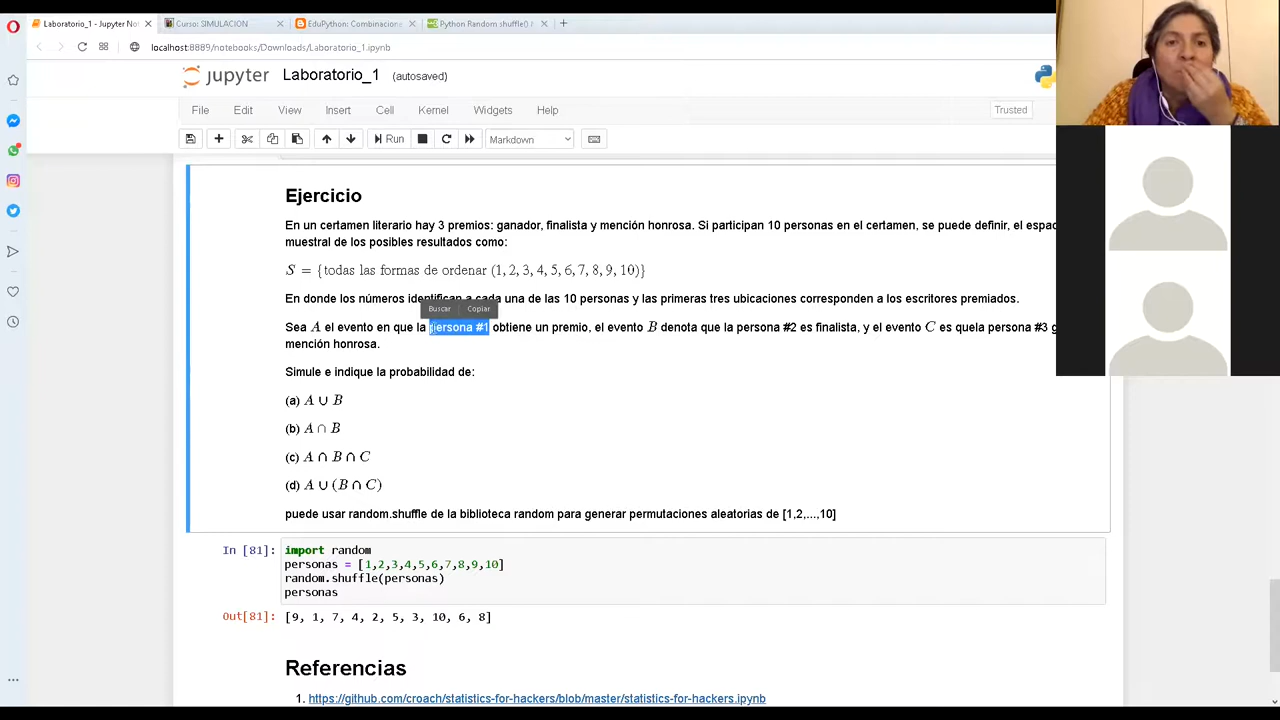 Laboratorio_1 - Jupyter Not
Curso: SIMULACION
EduPython: Combinacione
Python Random shuffle()
localhost:8889/notebooks/Downloads/Laboratorio_1.ipynb
jupyter Laboratorio_1 (autosaved)
File Edit View Insert Cell Kernel Widgets Help
Trusted
Run
Markdown
Ejercicio
En un certamen literario hay 3 premios: ganador, finalista y mención honrosa. Si participan 10 personas en el certamen, se puede definir, el espac
muestral de los posibles resultados como:
S = {todas las formas de ordenar (1, 2, 3, 4, 5, 6, 7, 8, 9, 10)}
En donde los números identifican a cada una de las 10 personas y las primeras tres ubicaciones corresponden a los escritores premiados.
Buscar Copiar
Sea A el evento en que la persona #1 obtiene un premio, el evento B denota que la persona #2 es finalista, y el evento C es quela persona #3 g
mención honrosa.
Simule e indique la probabilidad de:
(a) A ∪ B
(b) A ∩ B
(c) A ∩ B ∩ C
(d) A ∪ (B ∩ C)
puede usar random.shuffle de la biblioteca random para generar permutaciones aleatorias de [1,2,...,10]
In [81]: import random
personas = [1,2,3,4,5,6,7,8,9,10]
random.shuffle(personas)
personas
Out[81]: [9, 1, 7, 4, 2, 5, 3, 10, 6, 8]
Referencias
1. https://github.com/croach/statistics-for-hackers/blob/master/statistics-for-hackers.ipynb